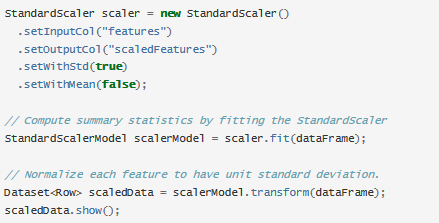 StandardScaler scaler = new StandardScaler()
  .setInputCol("features")
  .setOutputCol("scaledFeatures")
  .setWithStd(true)
  .setWithMean(false);
// Compute summary statistics by fitting the StandardScaler
StandardScalerModel scalerModel = scaler.fit(dataFrame);
// Normalize each feature to have unit standard deviation.
Dataset<Row> scaledData = scalerModel.transform(dataFrame);
scaledData.show();